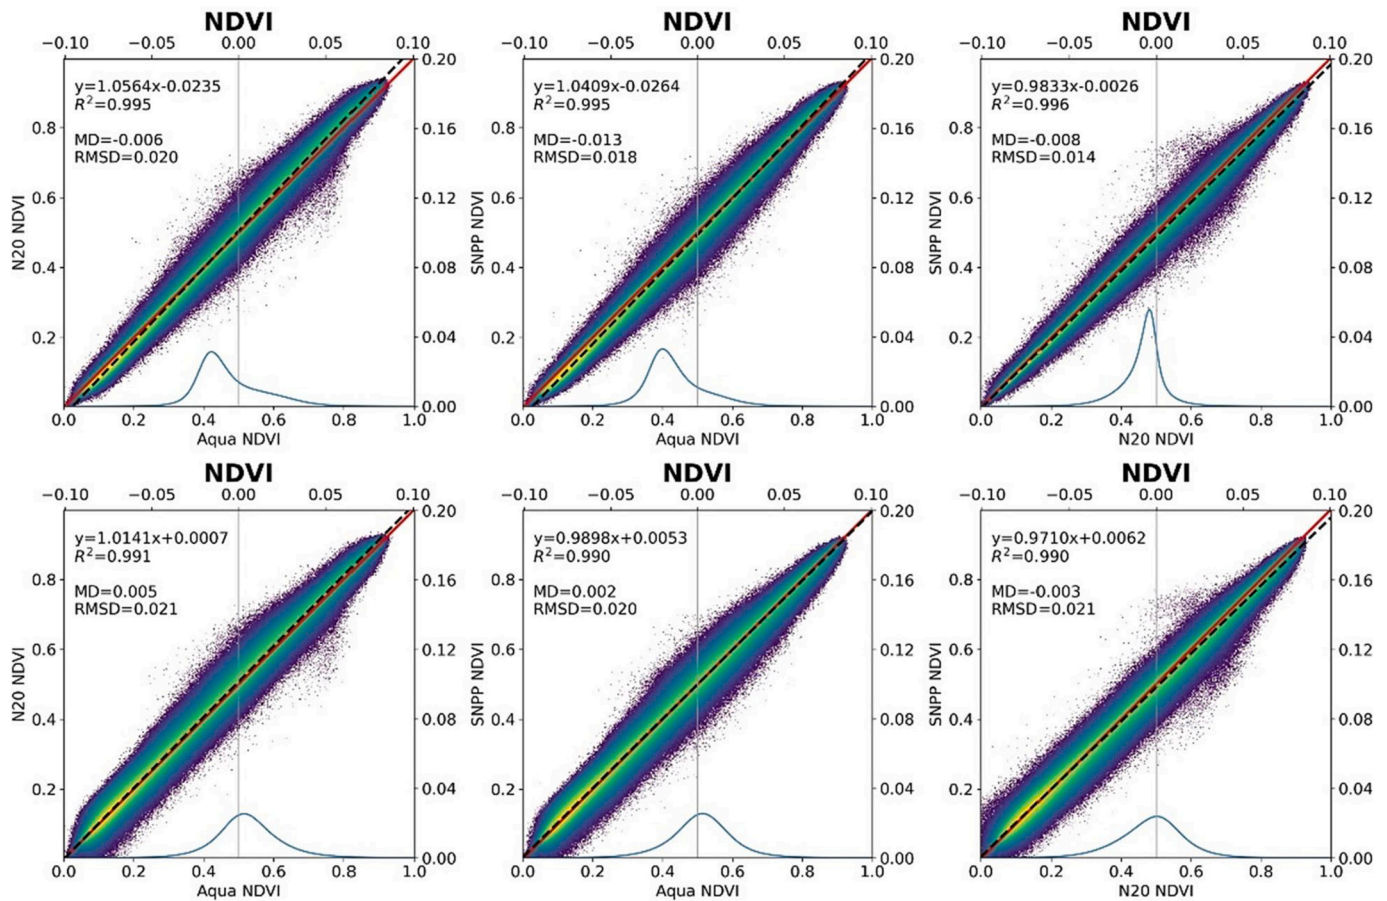 NDVI
−0.10 −0.05 0.00 0.05 0.10
y=1.0564x-0.0235
R²=0.995
MD=-0.006
RMSD=0.020
N20 NDVI
0.8
0.6
0.4
0.2
0.20
0.16
0.12
0.08
0.04
0.00
0.0 0.2 0.4 0.6 0.8 1.0
Aqua NDVI
NDVI
−0.10 −0.05 0.00 0.05 0.10
y=1.0409x-0.0264
R²=0.995
MD=-0.013
RMSD=0.018
SNPP NDVI
0.8
0.6
0.4
0.2
0.20
0.16
0.12
0.08
0.04
0.00
0.0 0.2 0.4 0.6 0.8 1.0
Aqua NDVI
NDVI
−0.10 −0.05 0.00 0.05 0.10
y=0.9833x-0.0026
R²=0.996
MD=-0.008
RMSD=0.014
SNPP NDVI
0.8
0.6
0.4
0.2
0.20
0.16
0.12
0.08
0.04
0.00
0.0 0.2 0.4 0.6 0.8 1.0
N20 NDVI
NDVI
−0.10 −0.05 0.00 0.05 0.10
y=1.0141x+0.0007
R²=0.991
MD=0.005
RMSD=0.021
N20 NDVI
0.8
0.6
0.4
0.2
0.20
0.16
0.12
0.08
0.04
0.00
0.0 0.2 0.4 0.6 0.8 1.0
Aqua NDVI
NDVI
−0.10 −0.05 0.00 0.05 0.10
y=0.9898x+0.0053
R²=0.990
MD=0.002
RMSD=0.020
SNPP NDVI
0.8
0.6
0.4
0.2
0.20
0.16
0.12
0.08
0.04
0.00
0.0 0.2 0.4 0.6 0.8 1.0
Aqua NDVI
NDVI
−0.10 −0.05 0.00 0.05 0.10
y=0.9710x+0.0062
R²=0.990
MD=-0.003
RMSD=0.021
SNPP NDVI
0.8
0.6
0.4
0.2
0.20
0.16
0.12
0.08
0.04
0.00
0.0 0.2 0.4 0.6 0.8 1.0
N20 NDVI